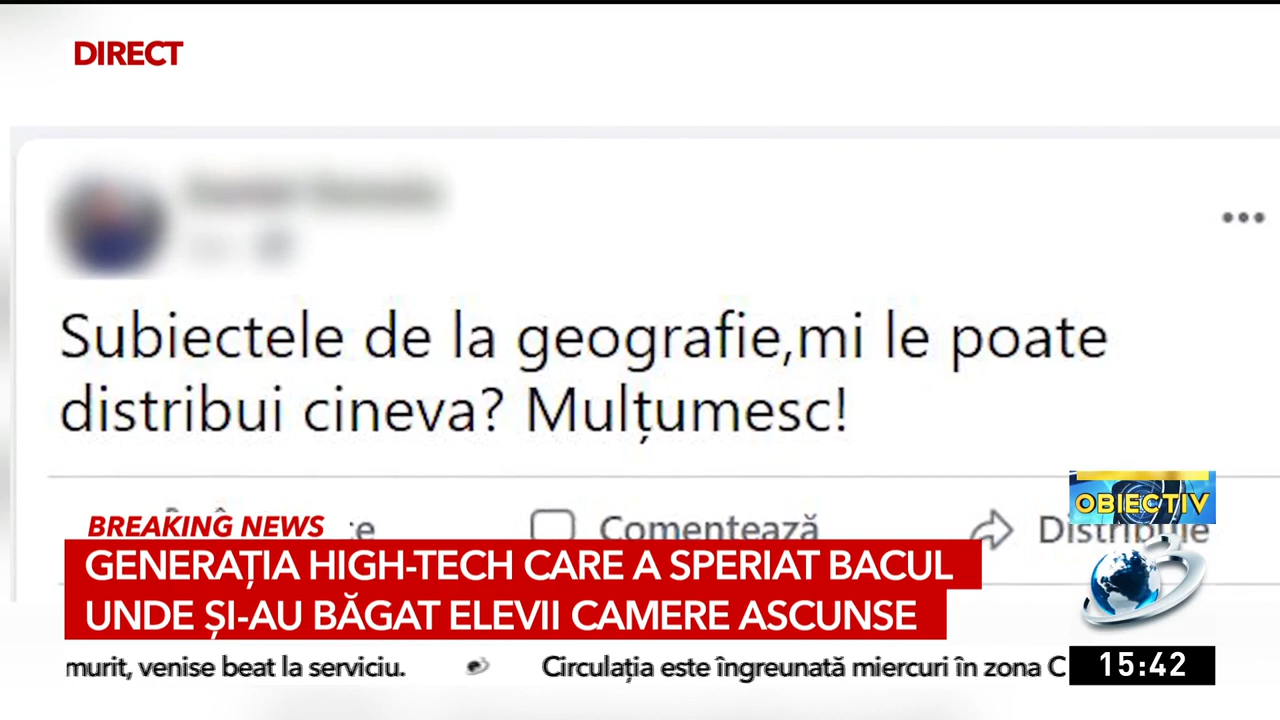 DIRECT
Subiectele de la geografie,mi le poate
distribui cineva? Mulțumesc!
Comentează
Distribuie
OBIECTIV
BREAKING NEWS
GENERAȚIA HIGH-TECH CARE A SPERIAT BACUL
UNDE ȘI-AU BĂGAT ELEVII CAMERE ASCUNSE
murit, venise beat la serviciu.
Circulația este îngreunată miercuri în zona C
15:42